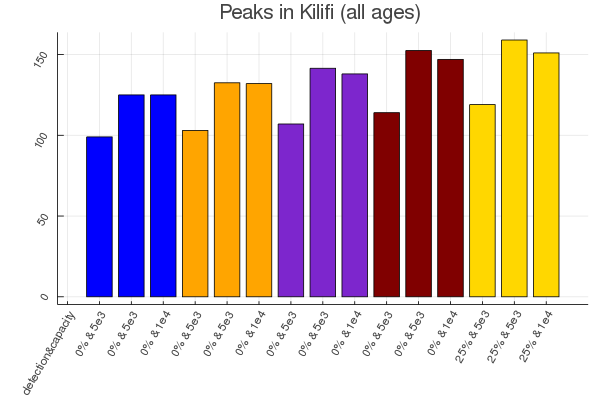 Peaks in Kilifi (all ages)
150
100
50
0
detection&capacity
0% & 5e3
0% & 5e3
0% & 1e4
0% & 5e3
0% & 5e3
0% & 1e4
0% & 5e3
0% & 5e3
0% & 1e4
0% & 5e3
0% & 5e3
0% & 1e4
25% & 5e3
25% & 5e3
25% & 1e4